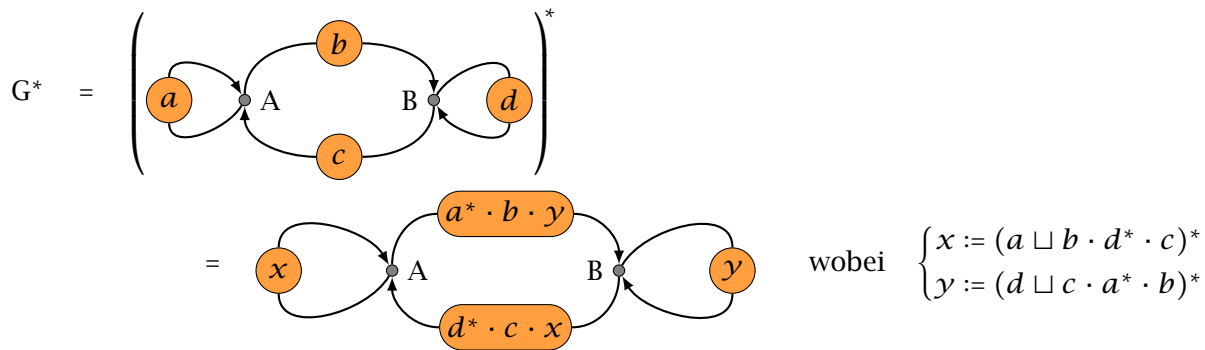 G* = ( a A b c B d )*
= x A a* · b · y d* · c · x B y wobei { x := (a ⊔ b · d* · c)*
y := (d ⊔ c · a* · b)*